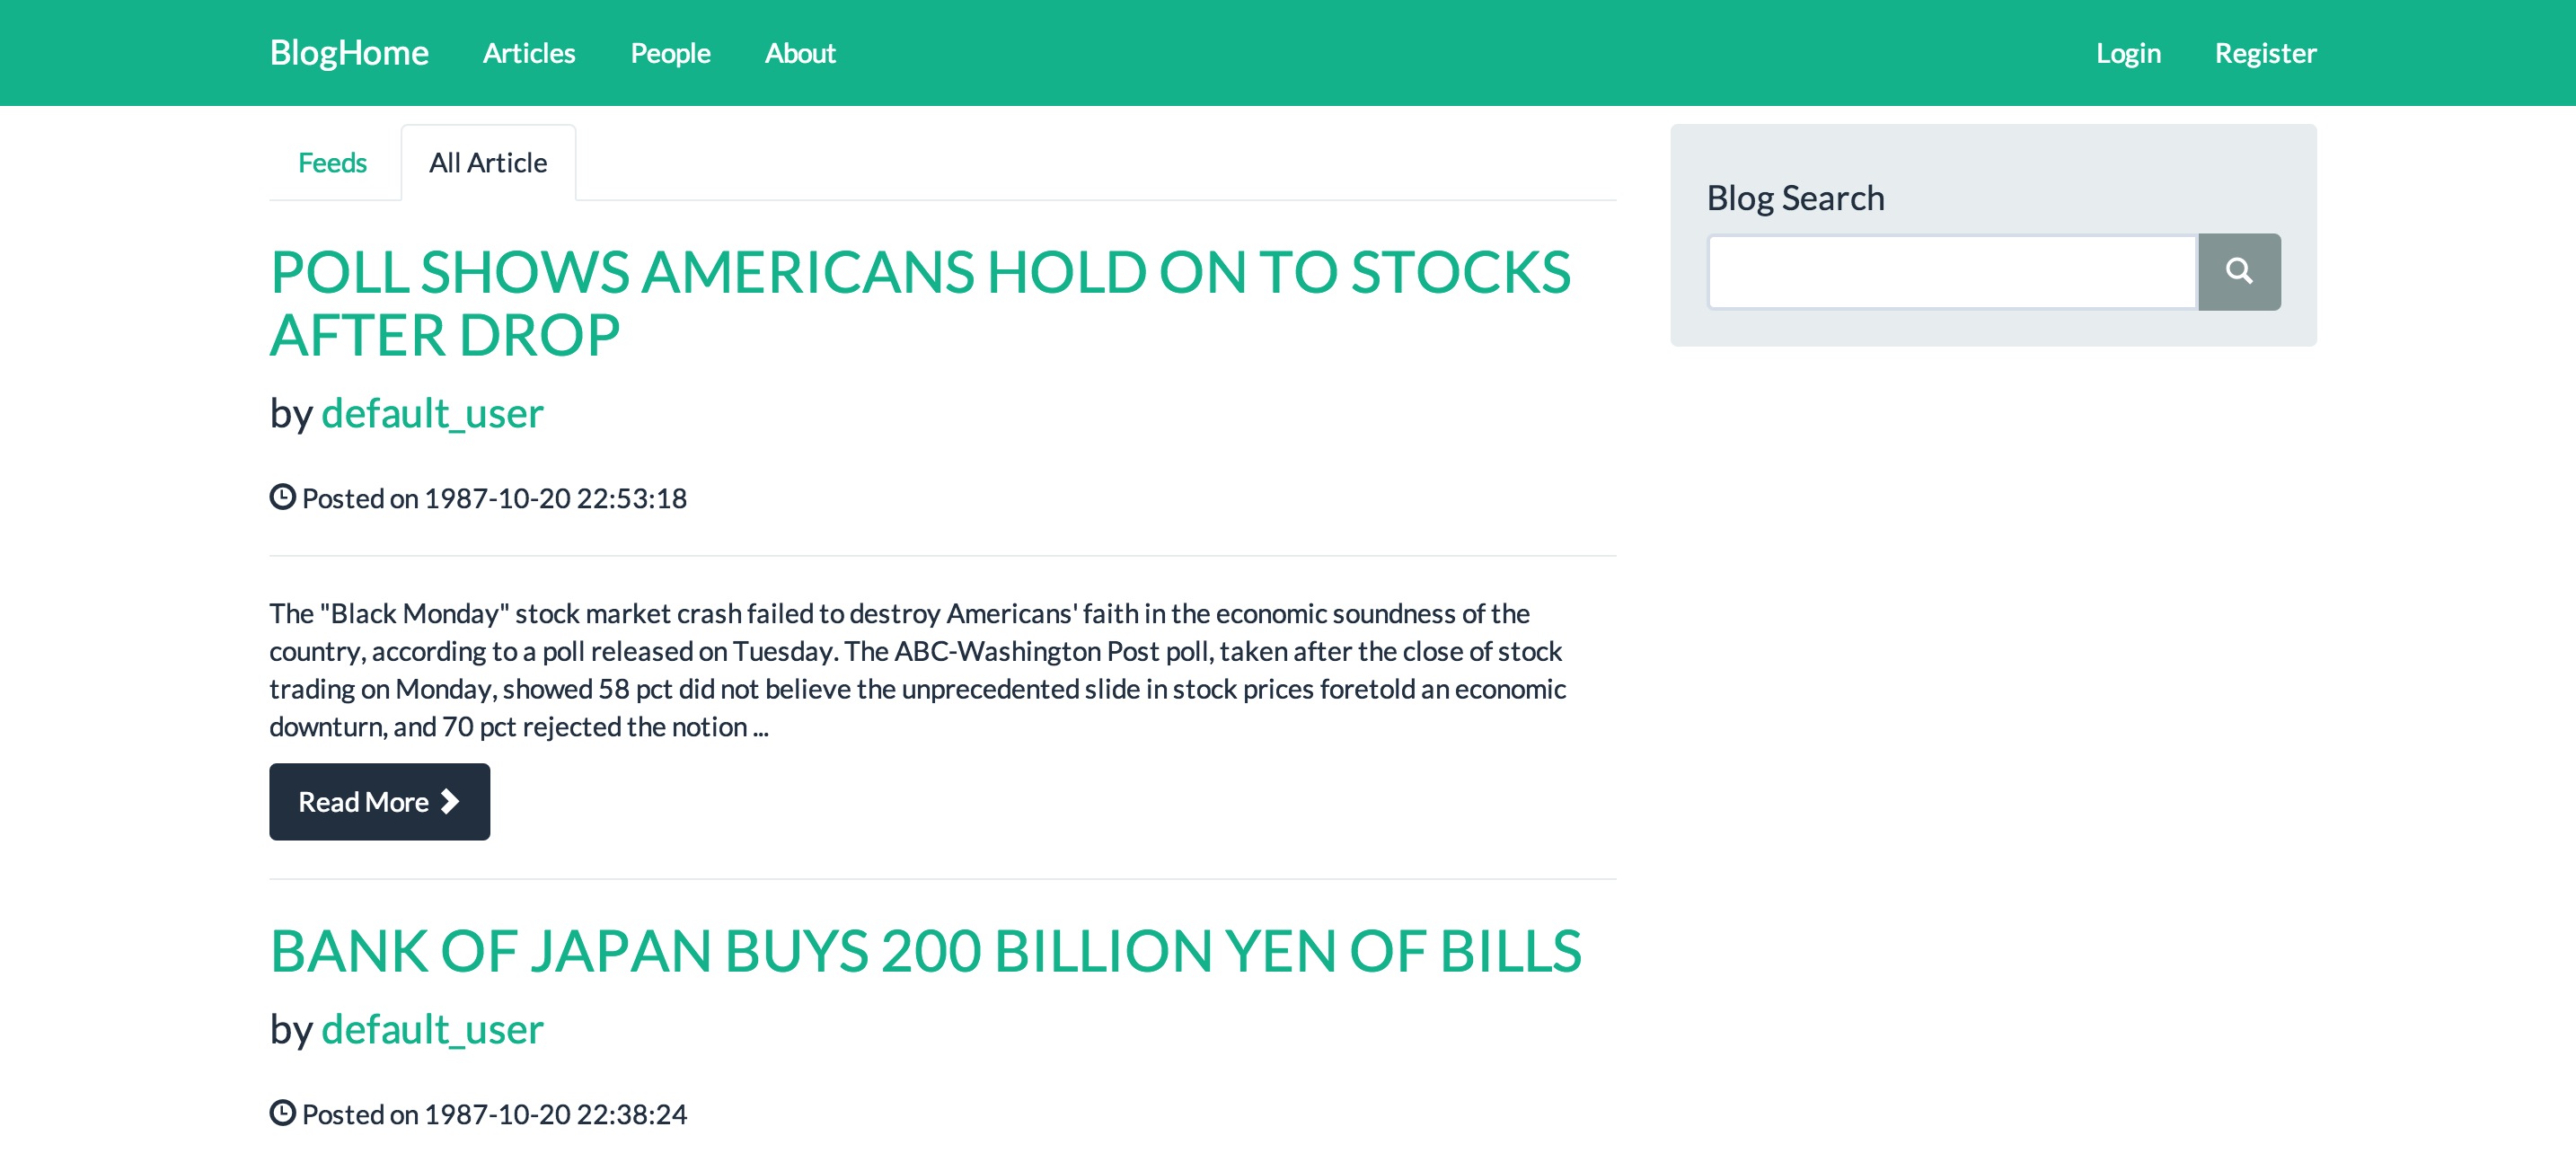 BlogHome Articles People About Login Register
Feeds All Article
Blog Search
POLL SHOWS AMERICANS HOLD ON TO STOCKS
AFTER DROP
by default_user
Posted on 1987-10-20 22:53:18
The "Black Monday" stock market crash failed to destroy Americans' faith in the economic soundness of the
country, according to a poll released on Tuesday. The ABC-Washington Post poll, taken after the close of stock
trading on Monday, showed 58 pct did not believe the unprecedented slide in stock prices foretold an economic
downturn, and 70 pct rejected the notion ...
Read More
BANK OF JAPAN BUYS 200 BILLION YEN OF BILLS
by default_user
Posted on 1987-10-20 22:38:24